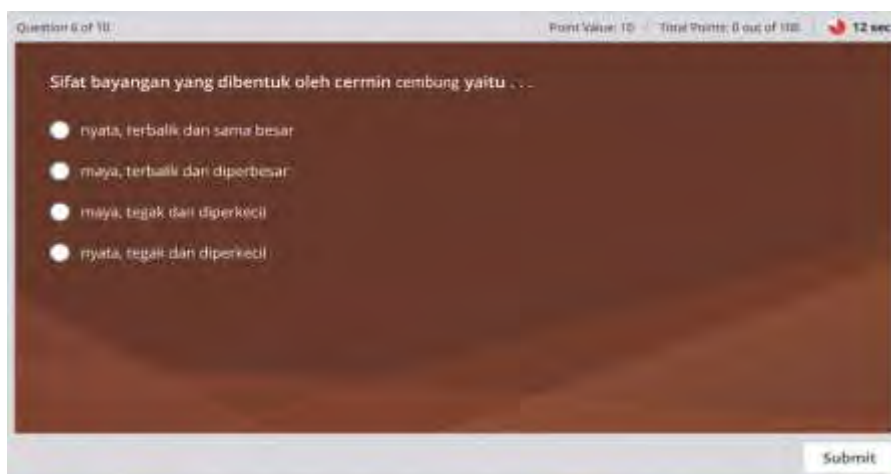 Question 6 of 10
Point Value: 10 / Total Points: 0 out of 100
12 sec
Sifat bayangan yang dibentuk oleh cermin cembung yaitu . . .
nyata, terbalik dan sama besar
maya, terbalik dan diperbesar
maya, tegak dan diperkecil
nyata, tegak dan diperkecil
Submit